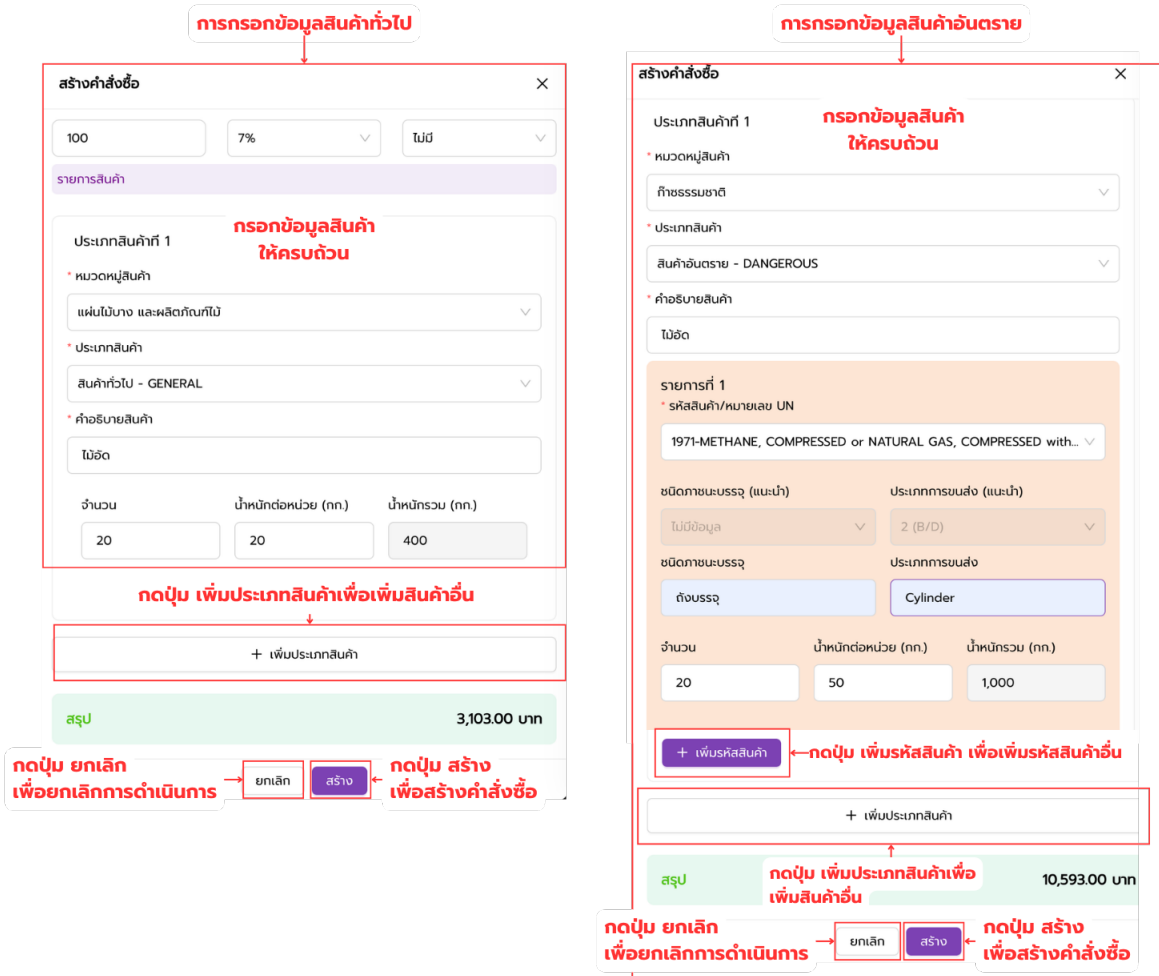 การกรอกข้อมูลสินค้าทั่วไป
สร้างคำสั่งซื้อ
100
7%
ไม่มี
รายการสินค้า
กรอกข้อมูลสินค้า
ให้ครบถ้วน
ประเภทสินค้าที่ 1
* หมวดหมู่สินค้า
แผ่นไม้บาง และผลิตภัณฑ์ไม้
* ประเภทสินค้า
สินค้าทั่วไป - GENERAL
* คำอธิบายสินค้า
ไม้อัด
จำนวน
น้ำหนักต่อหน่วย (กก.)
น้ำหนักรวม (กก.)
20
20
400
กดปุ่ม เพิ่มประเภทสินค้าเพื่อเพิ่มสินค้าอื่น
+ เพิ่มประเภทสินค้า
สรุป
3,103.00 บาท
กดปุ่ม ยกเลิก
เพื่อยกเลิกการดำเนินการ
ยกเลิก
สร้าง
กดปุ่ม สร้าง
เพื่อสร้างคำสั่งซื้อ
การกรอกข้อมูลสินค้าอันตราย
สร้างคำสั่งซื้อ
ประเภทสินค้าที่ 1
กรอกข้อมูลสินค้า
ให้ครบถ้วน
* หมวดหมู่สินค้า
ก๊าซธรรมชาติ
* ประเภทสินค้า
สินค้าอันตราย - DANGEROUS
* คำอธิบายสินค้า
ไม้อัด
รายการที่ 1
* รหัสสินค้า/หมายเลข UN
1971-METHANE, COMPRESSED or NATURAL GAS, COMPRESSED with...
ชนิดภาชนะบรรจุ (แนะนำ)
ประเภทการขนส่ง (แนะนำ)
ไม่มีข้อมูล
2 (B/D)
ชนิดภาชนะบรรจุ
ประเภทการขนส่ง
ถังบรรจุ
Cylinder
จำนวน
น้ำหนักต่อหน่วย (กก.)
น้ำหนักรวม (กก.)
20
50
1,000
+ เพิ่มรหัสสินค้า
กดปุ่ม เพิ่มรหัสสินค้า เพื่อเพิ่มรหัสสินค้าอื่น
+ เพิ่มประเภทสินค้า
สรุป
กดปุ่ม เพิ่มประเภทสินค้าเพื่อ
เพิ่มสินค้าอื่น
10,593.00 บาท
กดปุ่ม ยกเลิก
เพื่อยกเลิกการดำเนินการ
ยกเลิก
สร้าง
กดปุ่ม สร้าง
เพื่อสร้างคำสั่งซื้อ